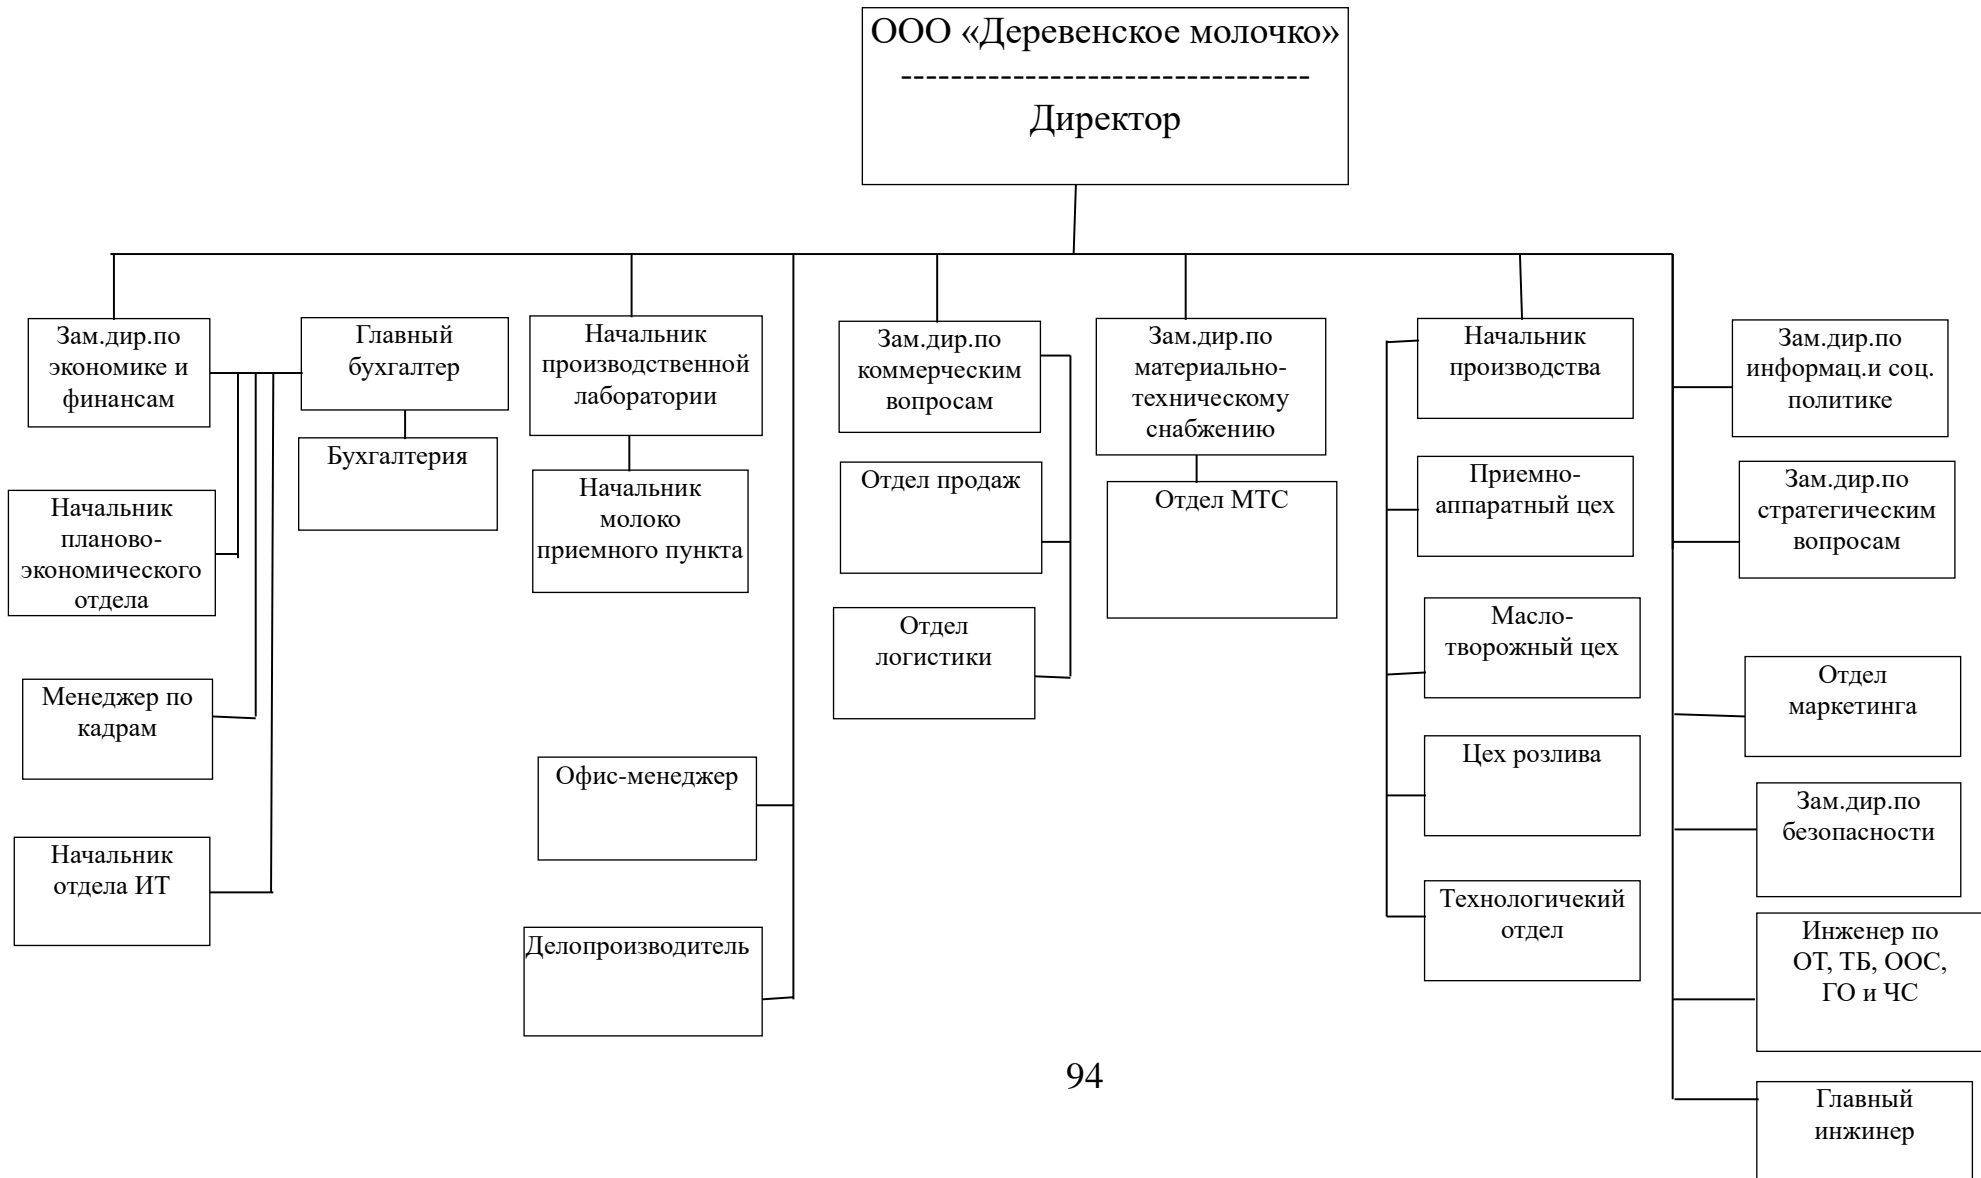 ООО «Деревенское молочко»
---------------------------------
Директор
Зам.дир.по
экономике и
финансам
Главный
бухгалтер
Начальник
производственной
лаборатории
Зам.дир.по
коммерческим
вопросам
Зам.дир.по
материально-
техническому
снабжению
Начальник
производства
Зам.дир.по
информац.и соц.
политике
Бухгалтерия
Начальник
молоко
приемного пункта
Отдел продаж
Отдел МТС
Приемно-
аппаратный цех
Зам.дир.по
стратегическим
вопросам
Начальник
планово-
экономического
отдела
Отдел
логистики
Масло-
творожный цех
Отдел
маркетинга
Менеджер по
кадрам
Офис-менеджер
Цех розлива
Зам.дир.по
безопасности
Начальник
отдела ИТ
Делопроизводитель
Технологичекий
отдел
Инженер по
ОТ, ТБ, ООС,
ГО и ЧС
Главный
инжинер
94